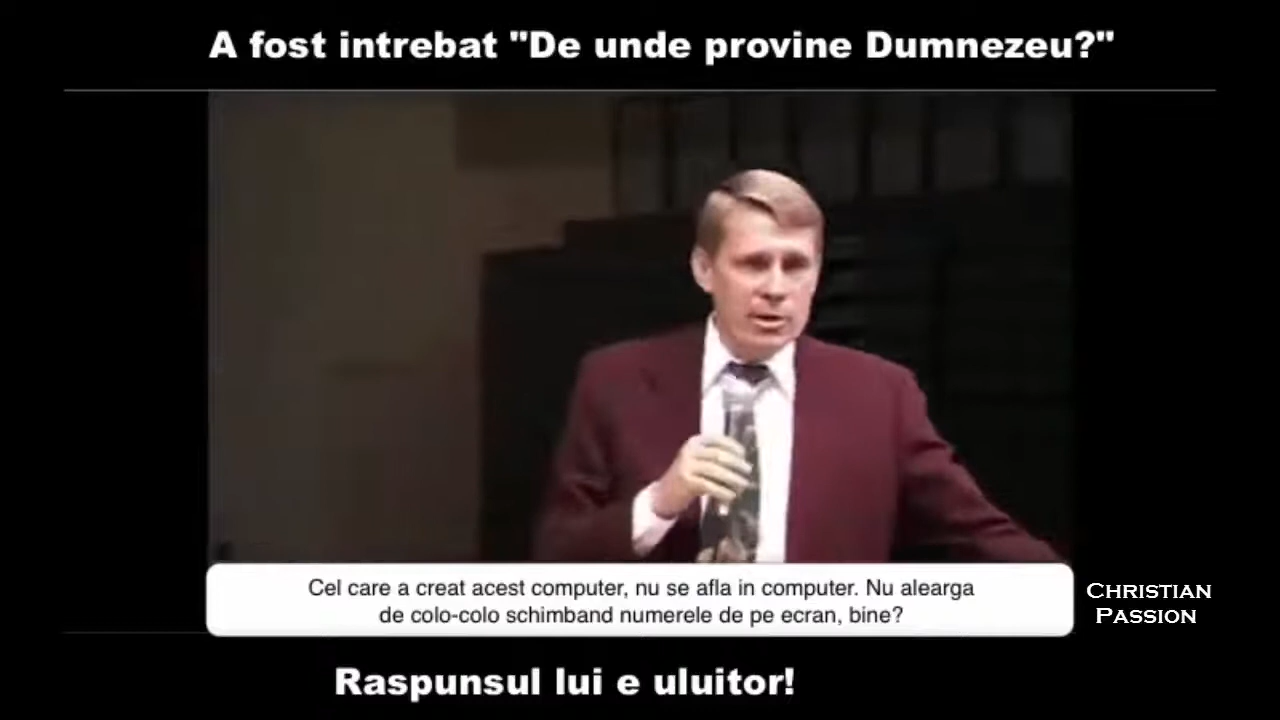 A fost intrebat "De unde provine Dumnezeu?"
Cel care a creat acest computer, nu se afla in computer. Nu alearga
de colo-colo schimband numerele de pe ecran, bine?
CHRISTIAN
PASSION
Raspunsul lui e uluitor!